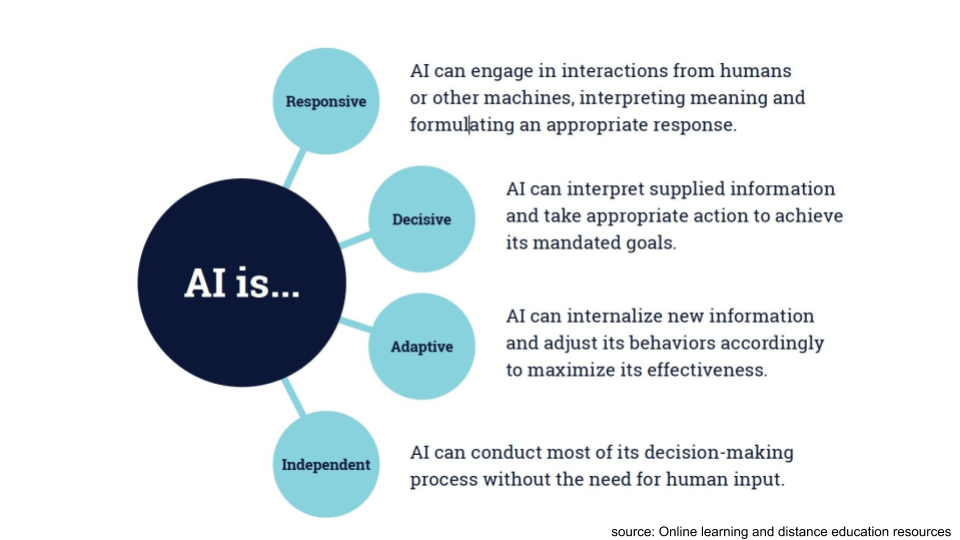 Responsive
AI can engage in interactions from humans
or other machines, interpreting meaning and
formulating an appropriate response.
Decisive
AI can interpret supplied information
and take appropriate action to achieve
its mandated goals.
AI is...
Adaptive
AI can internalize new information
and adjust its behaviors accordingly
to maximize its effectiveness.
Independent
AI can conduct most of its decision-making
process without the need for human input.
source: Online learning and distance education resources